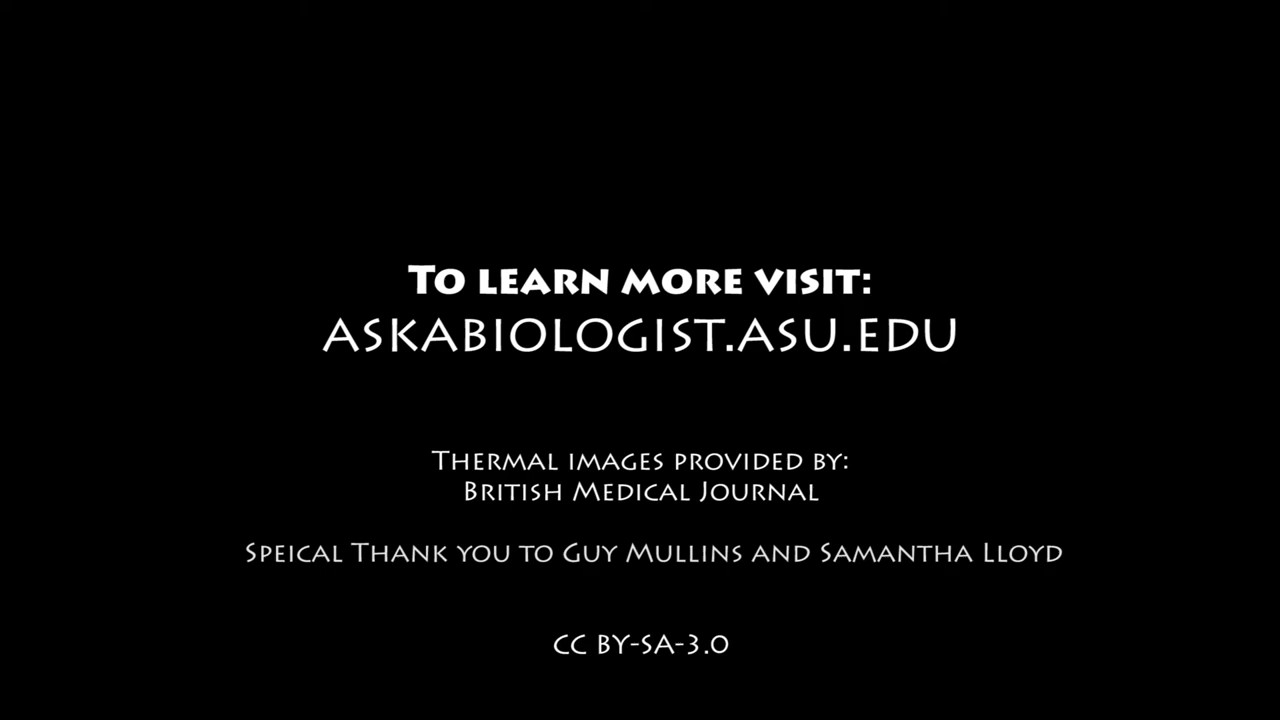 To learn more visit:
askabiologist.asu.edu
Thermal images provided by:
British Medical Journal
Speical Thank you to Guy Mullins and Samantha Lloyd
CC BY-SA-3.0